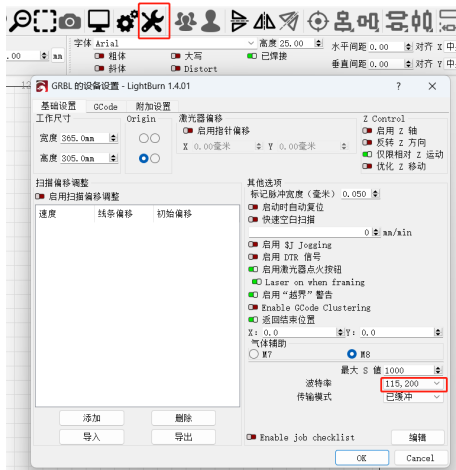 字体 Arial
高度 25.00
水平间距 0.00
对齐 X 中
.00
mm
粗体
大写
已焊接
斜体
Distort
垂直间距 0.00
对齐 Y 中
GRBL 的设备设置 - LightBurn 1.4.01
? ×
基础设置 GCode 附加设置
工作尺寸
Origin
激光器偏移
Z Control
宽度 365.0mm
启用指针偏移
启用 Z 轴
X 0.00毫米
Y 0.00毫米
反转 Z 方向
高度 305.0mm
仅限相对 Z 运动
优化 Z 移动
扫描偏移调整
启用扫描偏移调整
速度 线条偏移 初始偏移
添加 删除
导入 导出
其他选项
标记脉冲宽度（毫米） 0.050
启动时自动复位
快速空白扫描
0 mm/min
启用 $J Jogging
启用 DTR 信号
启用激光器点火按钮
Laser on when framing
启用“越界”警告
Enable GCode Clustering
返回结束位置
X: 0.0 Y: 0.0
气体辅助
M7 M8
最大 S 值 1000
波特率 115,200
传输模式 已缓冲
Enable job checklist 编辑
OK Cancel